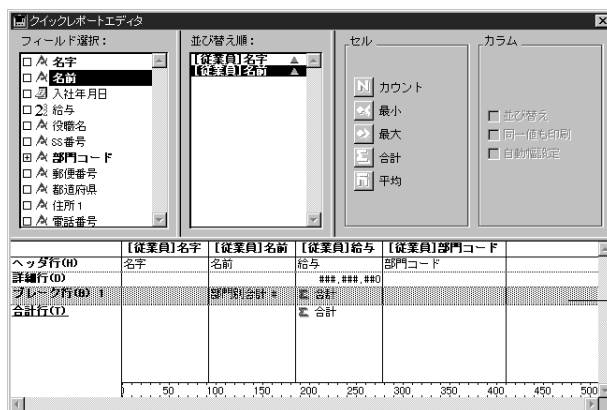 クイックレポートエディタ
フィールド選択：
並び替え順：
セル
カラム
名字
名前
入社年月日
給与
役職名
SS番号
部門コード
郵便番号
都道府県
住所1
電話番号
[従業員]名字
[従業員]名前
カウント
最小
最大
合計
平均
並び替え
同一値も印刷
自動幅設定
[従業員]名字 [従業員]名前 [従業員]給与 [従業員]部門コード
ヘッダ行(H) 名字 名前 給与 部門コード
詳細行(D) ###,###,##0
ブレーク行(B) 1 部門別合計 # Σ 合計
合計行(T) Σ 合計
0 50 100 150 200 250 300 350 400 450 500